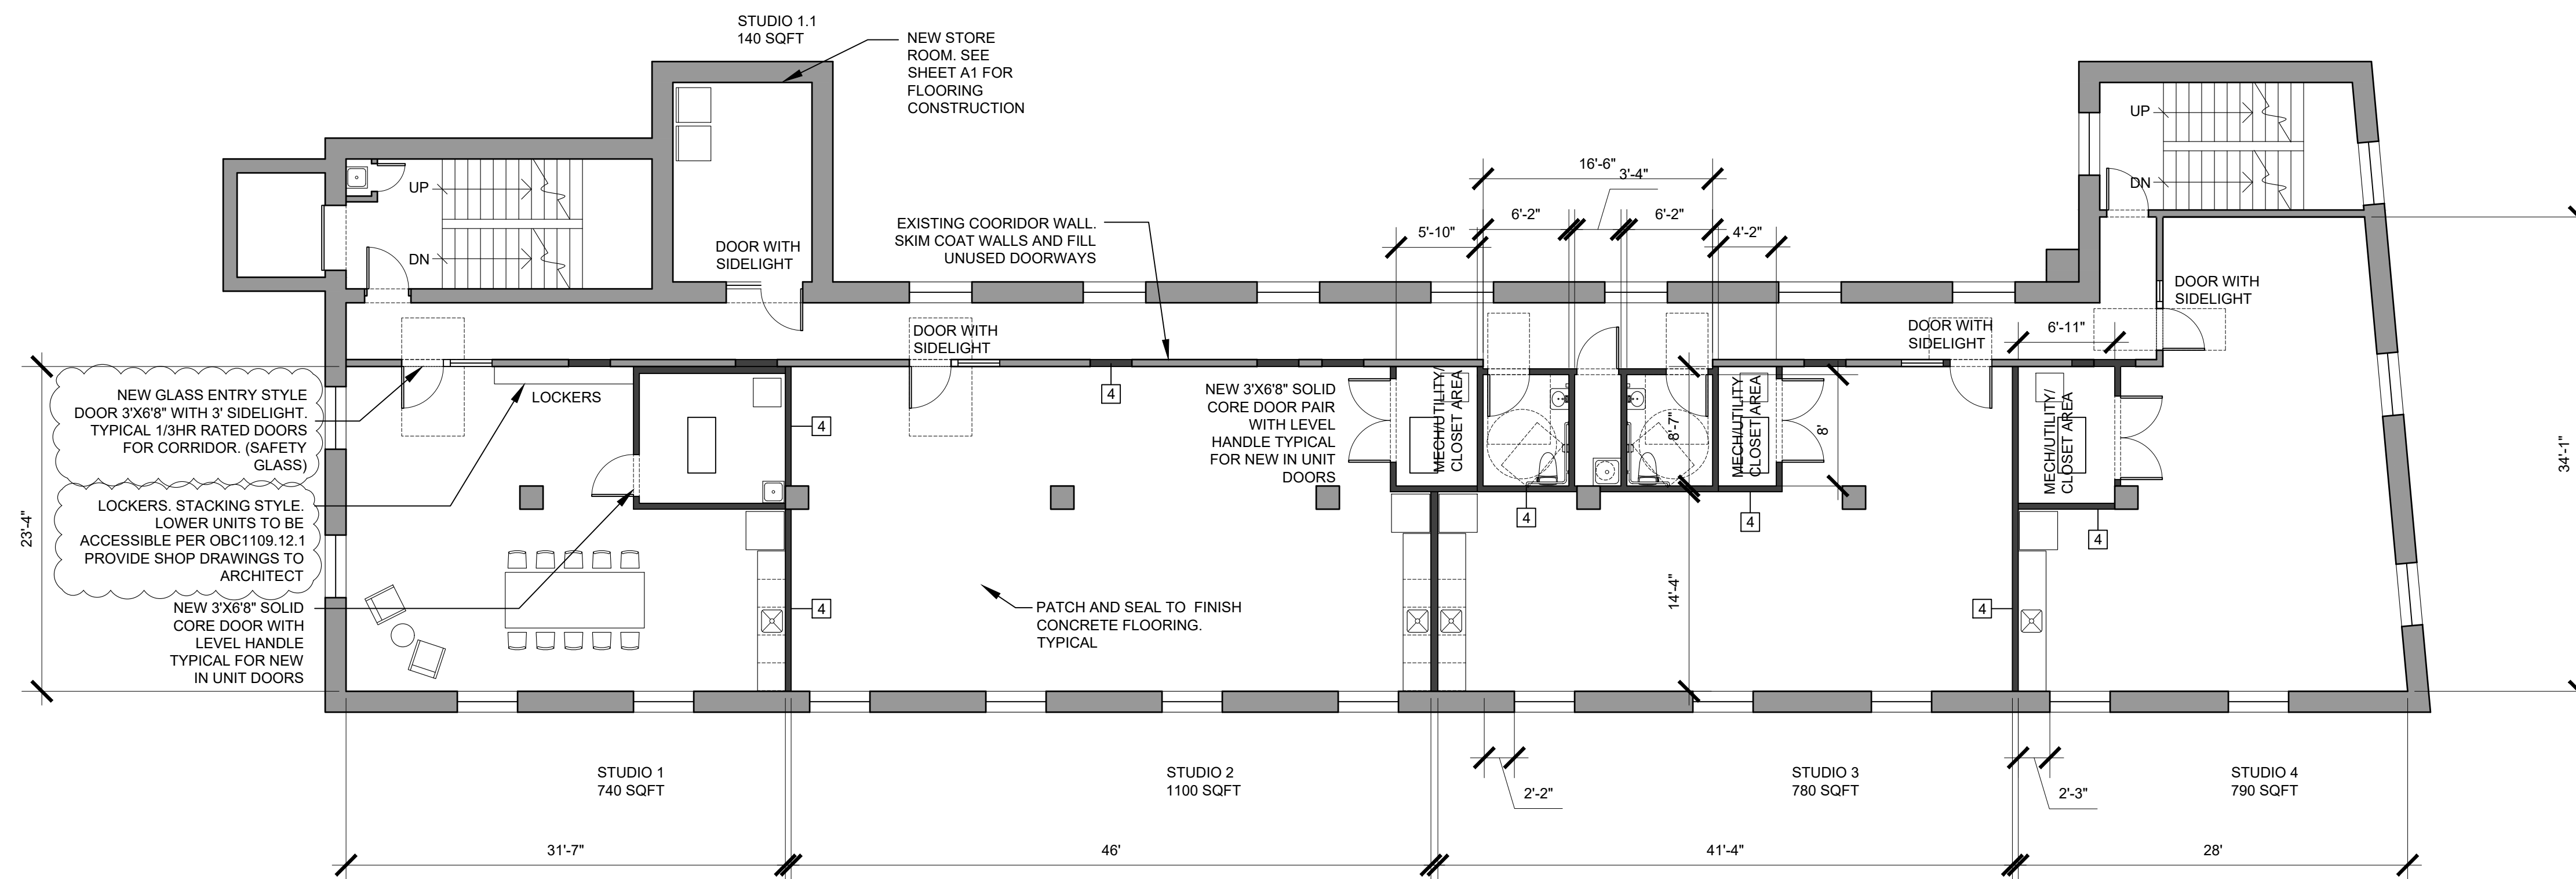 STUDIO 1.1
140 SQFT
NEW STORE
ROOM. SEE
SHEET A1 FOR
FLOORING
CONSTRUCTION
UP
DN
UP
DN
DOOR WITH
SIDELIGHT
EXISTING COORIDOR WALL.
SKIM COAT WALLS AND FILL
UNUSED DOORWAYS
16'-6"
3'-4"
6'-2"
6'-2"
5'-10"
4'-2"
DOOR WITH
SIDELIGHT
DOOR WITH
SIDELIGHT
DOOR WITH
SIDELIGHT
6'-11"
NEW GLASS ENTRY STYLE
DOOR 3'X6'8" WITH 3' SIDELIGHT.
TYPICAL 1/3HR RATED DOORS
FOR CORRIDOR. (SAFETY
GLASS)
LOCKERS. STACKING STYLE.
LOWER UNITS TO BE
ACCESSIBLE PER OBC1109.12.1
PROVIDE SHOP DRAWINGS TO
ARCHITECT
NEW 3'X6'8" SOLID
CORE DOOR WITH
LEVEL HANDLE
TYPICAL FOR NEW
IN UNIT DOORS
23'-4"
LOCKERS
4
4
4
NEW 3'X6'8" SOLID
CORE DOOR PAIR
WITH LEVEL
HANDLE TYPICAL
FOR NEW IN UNIT
DOORS
MECH/UTILITY/
CLOSET AREA
8'-7"
MECH/UTILITY
CLOSET AREA
8'
MECH/UTILITY/
CLOSET AREA
4
4
4
4
14'-4"
34'-1"
PATCH AND SEAL TO FINISH
CONCRETE FLOORING.
TYPICAL
STUDIO 1
740 SQFT
STUDIO 2
1100 SQFT
STUDIO 3
780 SQFT
STUDIO 4
790 SQFT
2'-2"
2'-3"
31'-7"
46'
41'-4"
28'